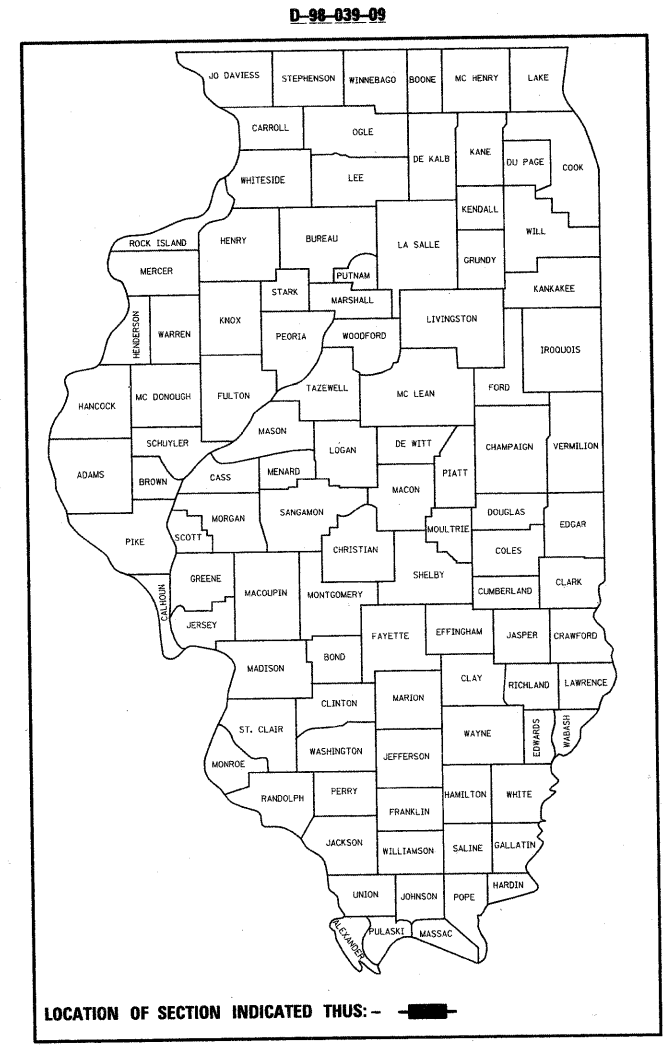 D-98-039-09
JO DAVIESS
STEPHENSON
WINNEBAGO
BOONE
MC HENRY
LAKE
CARROLL
OGLE
DE KALB
KANE
DU PAGE
COOK
WHITESIDE
LEE
KENDALL
ROCK ISLAND
HENRY
BUREAU
LA SALLE
WILL
GRUNDY
MERCER
PUTNAM
STARK
MARSHALL
KANKAKEE
HENDERSON
WARREN
KNOX
PEORIA
WOODFORD
LIVINGSTON
IROQUOIS
HANCOCK
MC DONOUGH
FULTON
TAZEWELL
MC LEAN
FORD
SCHUYLER
MASON
LOGAN
DE WITT
CHAMPAIGN
VERMILION
ADAMS
BROWN
CASS
MENARD
MACON
PIATT
PIKE
SCOTT
MORGAN
SANGAMON
CHRISTIAN
MOULTRIE
DOUGLAS
EDGAR
COLES
CALHOUN
GREENE
MACOUPIN
MONTGOMERY
SHELBY
CUMBERLAND
CLARK
JERSEY
FAYETTE
EFFINGHAM
JASPER
CRAWFORD
MADISON
BOND
CLAY
RICHLAND
LAWRENCE
CLINTON
MARION
ST. CLAIR
WAYNE
EDWARDS
WABASH
WASHINGTON
JEFFERSON
MONROE
RANDOLPH
PERRY
HAMILTON
WHITE
FRANKLIN
JACKSON
WILLIAMSON
SALINE
GALLATIN
UNION
JOHNSON
POPE
HARDIN
ALEXANDER
PULASKI
MASSAC
LOCATION OF SECTION INDICATED THUS:-